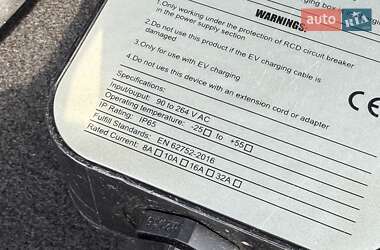 auto RIA
WARNINGS:
1.Only working under the protection of RCD circuit breaker
in the power supply section
2.Do not use this product if the EV charging cable is
damaged
3.Only for use with EV charging
4.Do not uses this device with an extension cord or adapter
Specifications:
Input/output: 90 to 264 V AC
Operating temperature: -25□ to +55□
IP Rating: IP65
Fulfill Standards: EN 62752-2016
Rated Current: 8A□10A□16A□32A□
CE